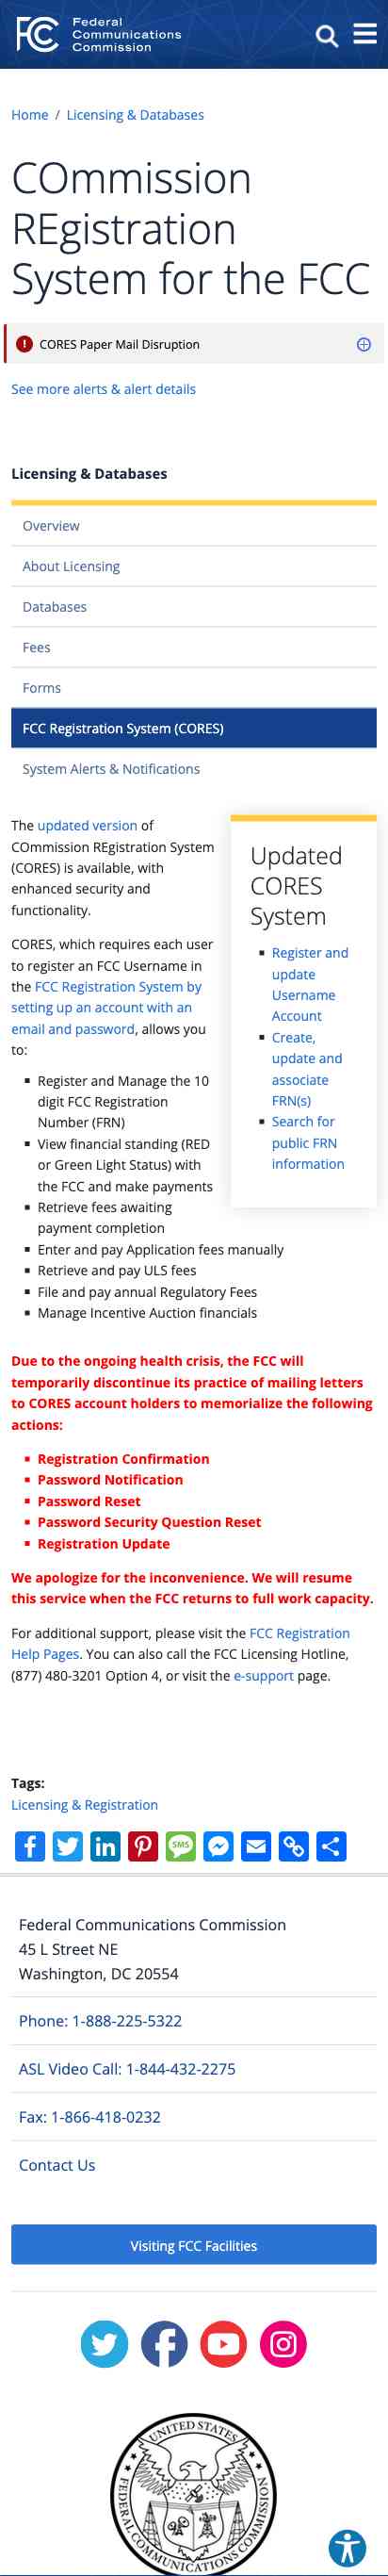 FC Federal
Communications
Commission
Home / Licensing & Databases
COmmission
REgistration
System for the FCC
! CORES Paper Mail Disruption
See more alerts & alert details
Licensing & Databases
Overview
About Licensing
Databases
Fees
Forms
FCC Registration System (CORES)
System Alerts & Notifications
The updated version of
COmmission REgistration System
(CORES) is available, with
enhanced security and
functionality.
CORES, which requires each user
to register an FCC Username in
the FCC Registration System by
setting up an account with an
email and password, allows you
to:
Register and Manage the 10
digit FCC Registration
Number (FRN)
View financial standing (RED
or Green Light Status) with
the FCC and make payments
Retrieve fees awaiting
payment completion
Enter and pay Application fees manually
Retrieve and pay ULS fees
File and pay annual Regulatory Fees
Manage Incentive Auction financials
Updated
CORES
System
Register and
update
Username
Account
Create,
update and
associate
FRN(s)
Search for
public FRN
information
Due to the ongoing health crisis, the FCC will
temporarily discontinue its practice of mailing letters
to CORES account holders to memorialize the following
actions:
Registration Confirmation
Password Notification
Password Reset
Password Security Question Reset
Registration Update
We apologize for the inconvenience. We will resume
this service when the FCC returns to full work capacity.
For additional support, please visit the FCC Registration
Help Pages. You can also call the FCC Licensing Hotline,
(877) 480-3201 Option 4, or visit the e-support page.
Tags:
Licensing & Registration
SMS
Federal Communications Commission
45 L Street NE
Washington, DC 20554
Phone: 1-888-225-5322
ASL Video Call: 1-844-432-2275
Fax: 1-866-418-0232
Contact Us
Visiting FCC Facilities
UNITED STATES
FEDERAL COMMUNICATIONS COMMISSION